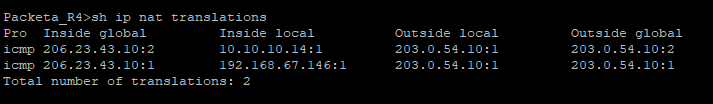 Packeta_R4>sh ip nat translations
Pro  Inside global         Inside local          Outside local         Outside global
icmp 206.23.43.10:2        10.10.10.14:1         203.0.54.10:1         203.0.54.10:2
icmp 206.23.43.10:1        192.168.67.146:1      203.0.54.10:1         203.0.54.10:1
Total number of translations: 2